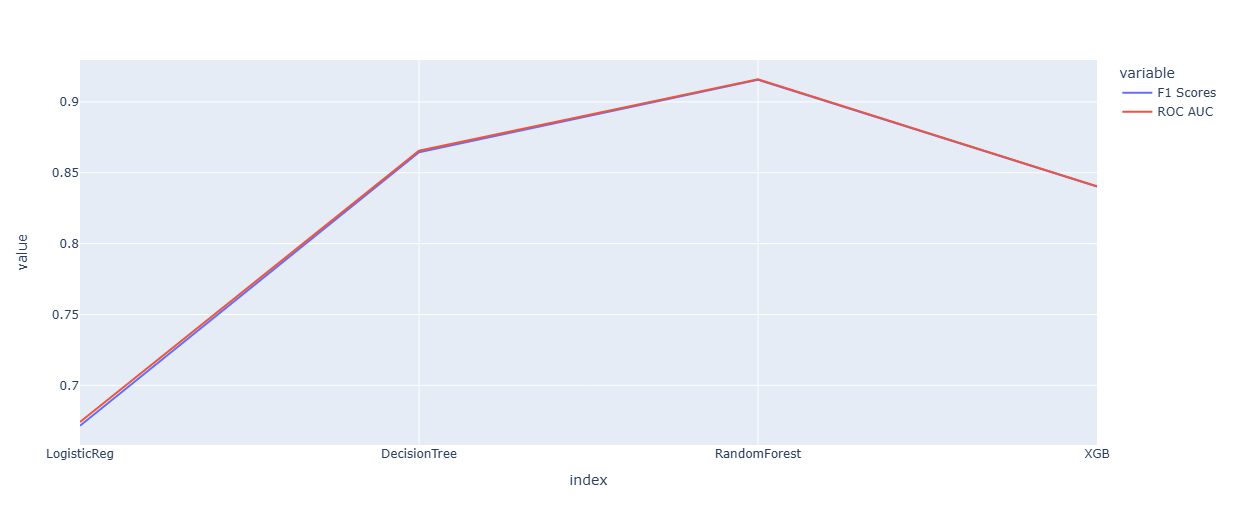 variable
F1 Scores
ROC AUC
0.9
0.85
0.8
0.75
0.7
value
LogisticReg
DecisionTree
RandomForest
XGB
index